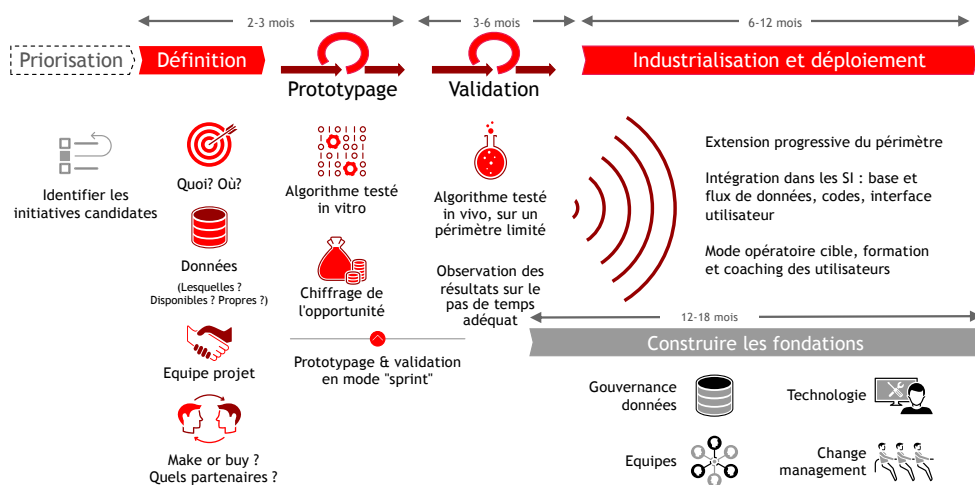 2-3 mois
3-6 mois
6-12 mois
Priorisation
Définition
Prototypage
Validation
Industrialisation et déploiement
Identifier les
initiatives candidates
Quoi? Où?
Données
(Lesquelles ?
Disponibles ? Propres ?)
Equipe projet
Make or buy ?
Quels partenaires ?
Algorithme testé
in vitro
Chiffrage de
l'opportunité
Prototypage & validation
en mode "sprint"
Algorithme testé
in vivo, sur un
périmètre limité
Observation des
résultats sur le
pas de temps
adéquat
Extension progressive du périmètre
Intégration dans les SI : base et
flux de données, codes, interface
utilisateur
Mode opératoire cible, formation
et coaching des utilisateurs
12-18 mois
Construire les fondations
Gouvernance
données
Technologie
Equipes
Change
management